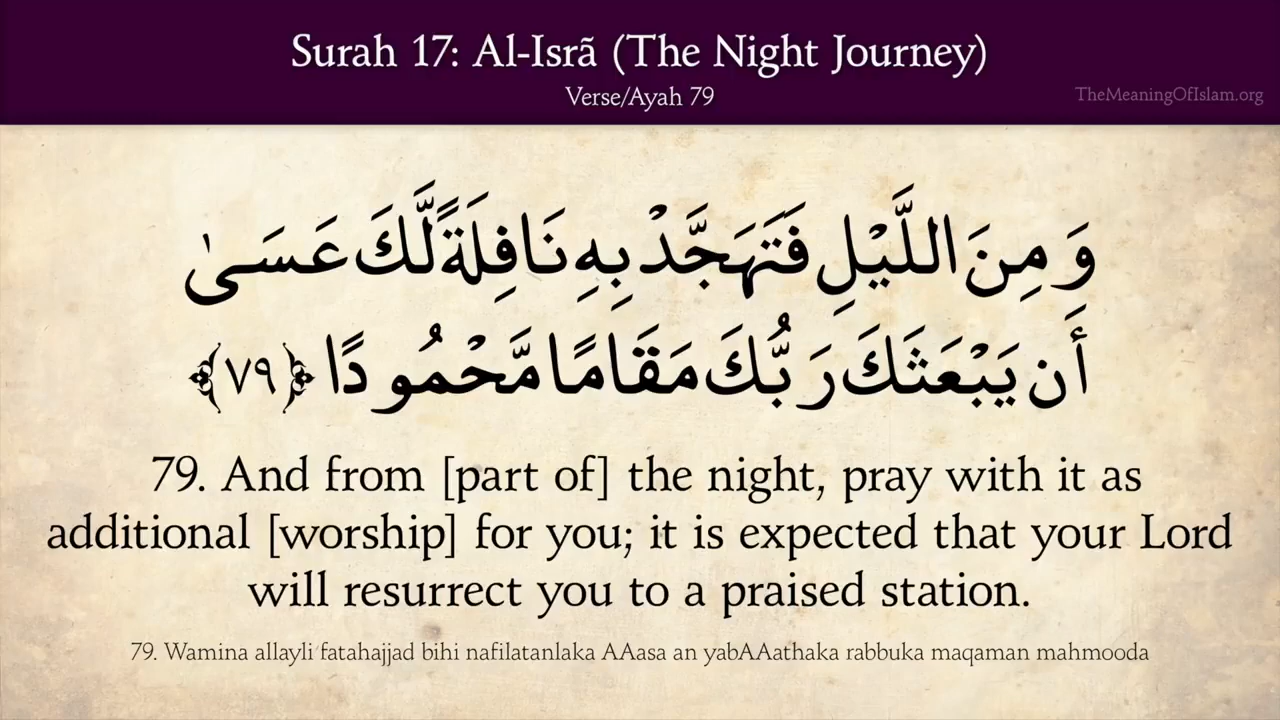 Surah 17: Al-Isrã (The Night Journey)
Verse/Ayah 79
TheMeaningOfIslam.org
وَمِنَ اللَّيْلِ فَتَهَجَّدْ بِهِ نَافِلَةً لَّكَ عَسَىٰ
أَن يَبْعَثَكَ رَبُّكَ مَقَامًا مَّحْمُودًا ﴿٧٩﴾
79. And from [part of] the night, pray with it as
additional [worship] for you; it is expected that your Lord
will resurrect you to a praised station.
79. Wamina allayli fatahajjad bihi nafilatanlaka AAasa an yabAAathaka rabbuka maqaman mahmooda